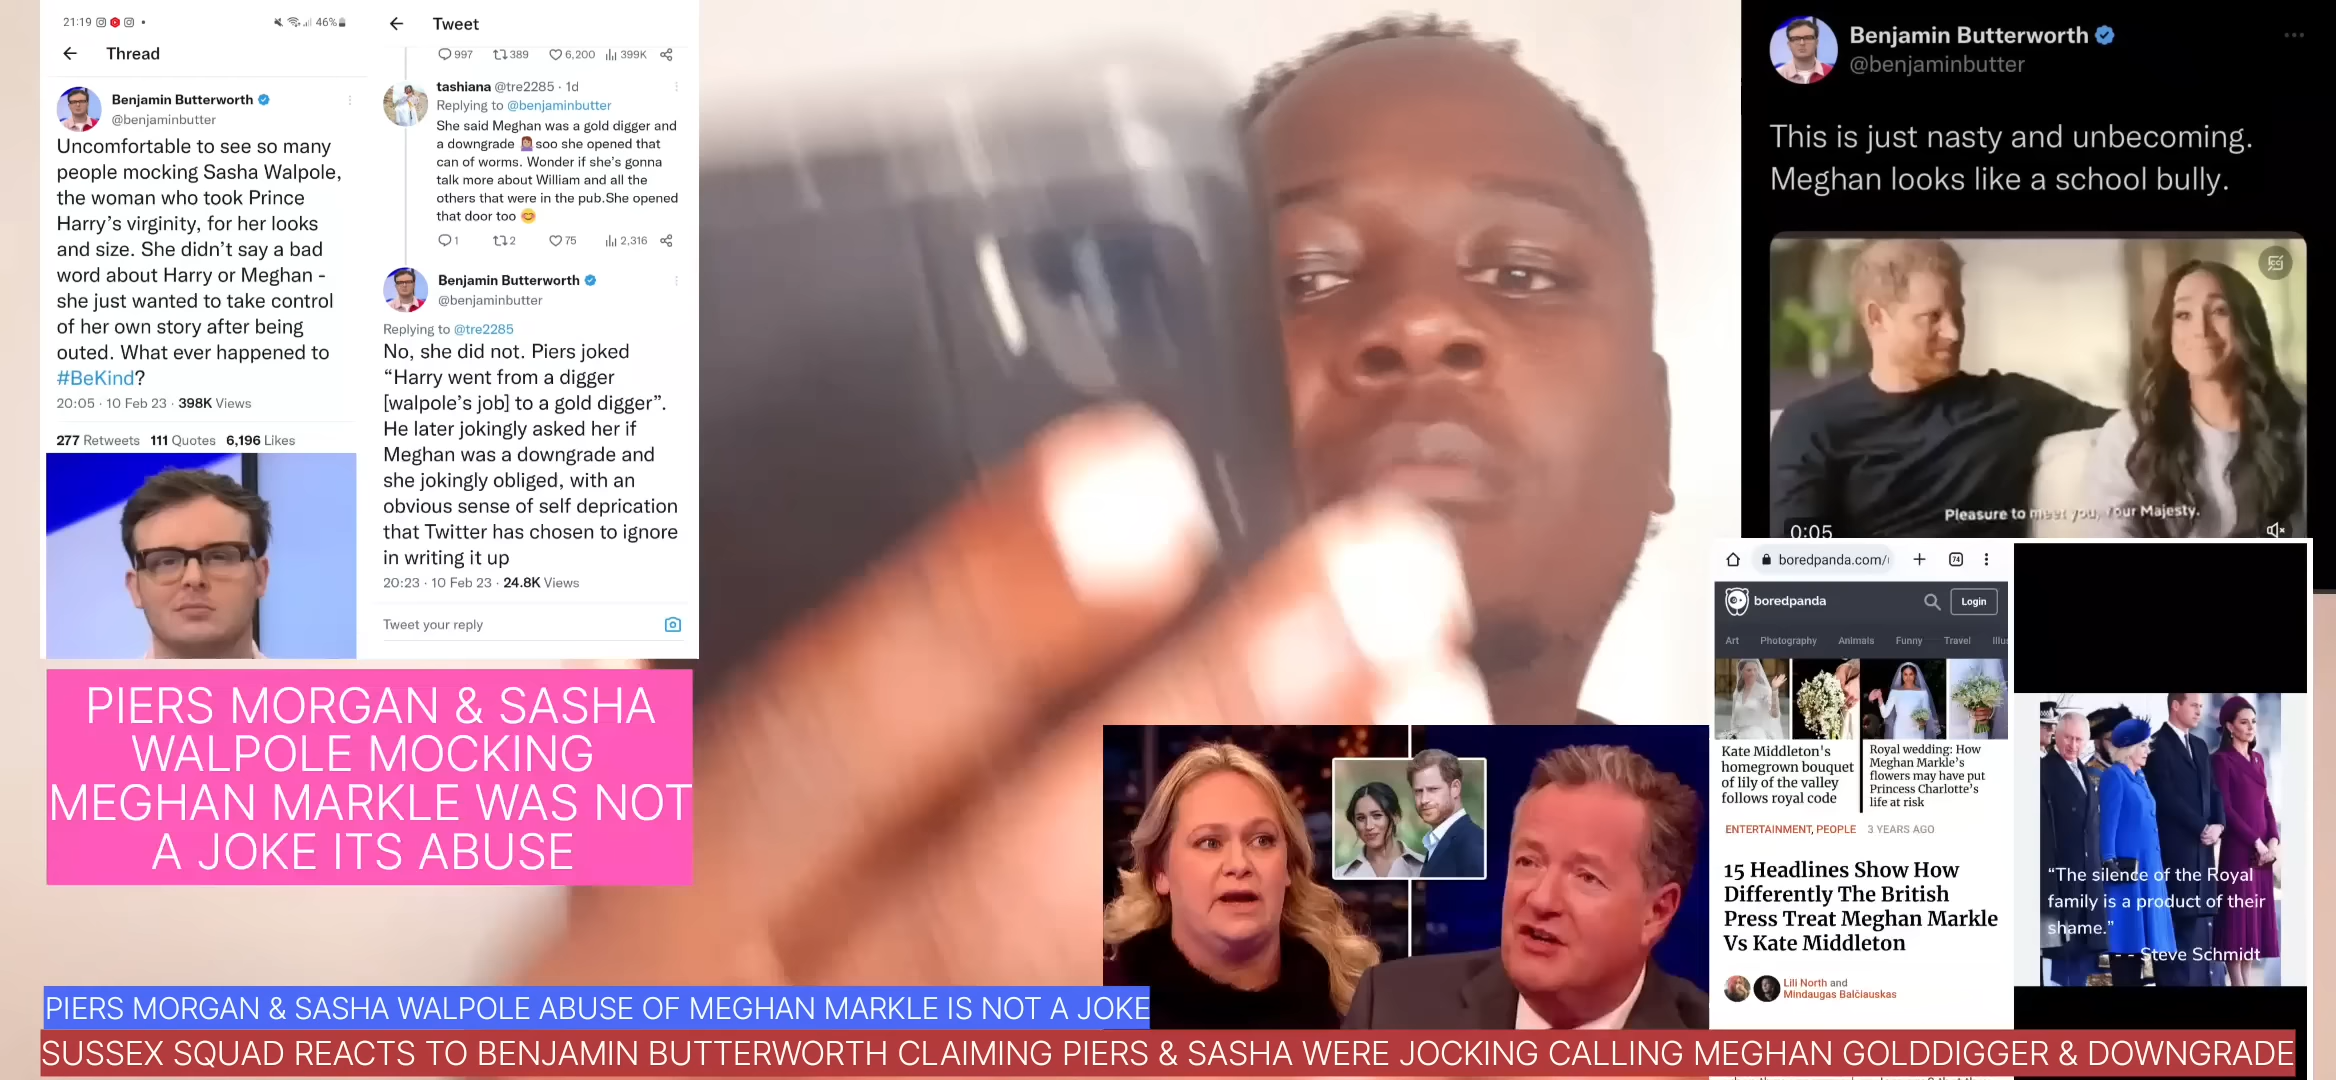 21:19
46%
Thread
Benjamin Butterworth
@benjaminbutter
Uncomfortable to see so many
people mocking Sasha Walpole,
the woman who took Prince
Harry's virginity, for her looks
and size. She didn't say a bad
word about Harry or Meghan -
she just wanted to take control
of her own story after being
outed. What ever happened to
#BeKind?
20:05 · 10 Feb 23 · 398K Views
277 Retweets 111 Quotes 6,196 Likes
Tweet
997 389 6,200 399K
tashiana @tre2285 · 1d
Replying to @benjaminbutter
She said Meghan was a gold digger and
a downgrade 🤦🏽‍♀️ soo she opened that
can of worms. Wonder if she's gonna
talk more about William and all the
others that were in the pub.She opened
that door too 😊
1 2 75 2,316
Benjamin Butterworth
@benjaminbutter
Replying to @tre2285
No, she did not. Piers joked
“Harry went from a digger
[walpole's job] to a gold digger”.
He later jokingly asked her if
Meghan was a downgrade and
she jokingly obliged, with an
obvious sense of self deprication
that Twitter has chosen to ignore
in writing it up
20:23 · 10 Feb 23 · 24.8K Views
Tweet your reply
Benjamin Butterworth
@benjaminbutter
This is just nasty and unbecoming.
Meghan looks like a school bully.
Pleasure to meet you, Your Majesty.
0:05
boredpanda.com/
74
boredpanda
Login
Art Photography Animals Funny Travel Illus
Kate Middleton's
homegrown bouquet
of lily of the valley
follows royal code
Royal wedding: How
Meghan Markle's
flowers may have put
Princess Charlotte's
life at risk
ENTERTAINMENT, PEOPLE 3 YEARS AGO
15 Headlines Show How
Differently The British
Press Treat Meghan Markle
Vs Kate Middleton
Lili North and
Mindaugas Balčiauskas
“The silence of the Royal
family is a product of their
shame.”
- - Steve Schmidt
PIERS MORGAN & SASHA
WALPOLE MOCKING
MEGHAN MARKLE WAS NOT
A JOKE ITS ABUSE
PIERS MORGAN & SASHA WALPOLE ABUSE OF MEGHAN MARKLE IS NOT A JOKE
SUSSEX SQUAD REACTS TO BENJAMIN BUTTERWORTH CLAIMING PIERS & SASHA WERE JOCKING CALLING MEGHAN GOLDDIGGER & DOWNGRADE